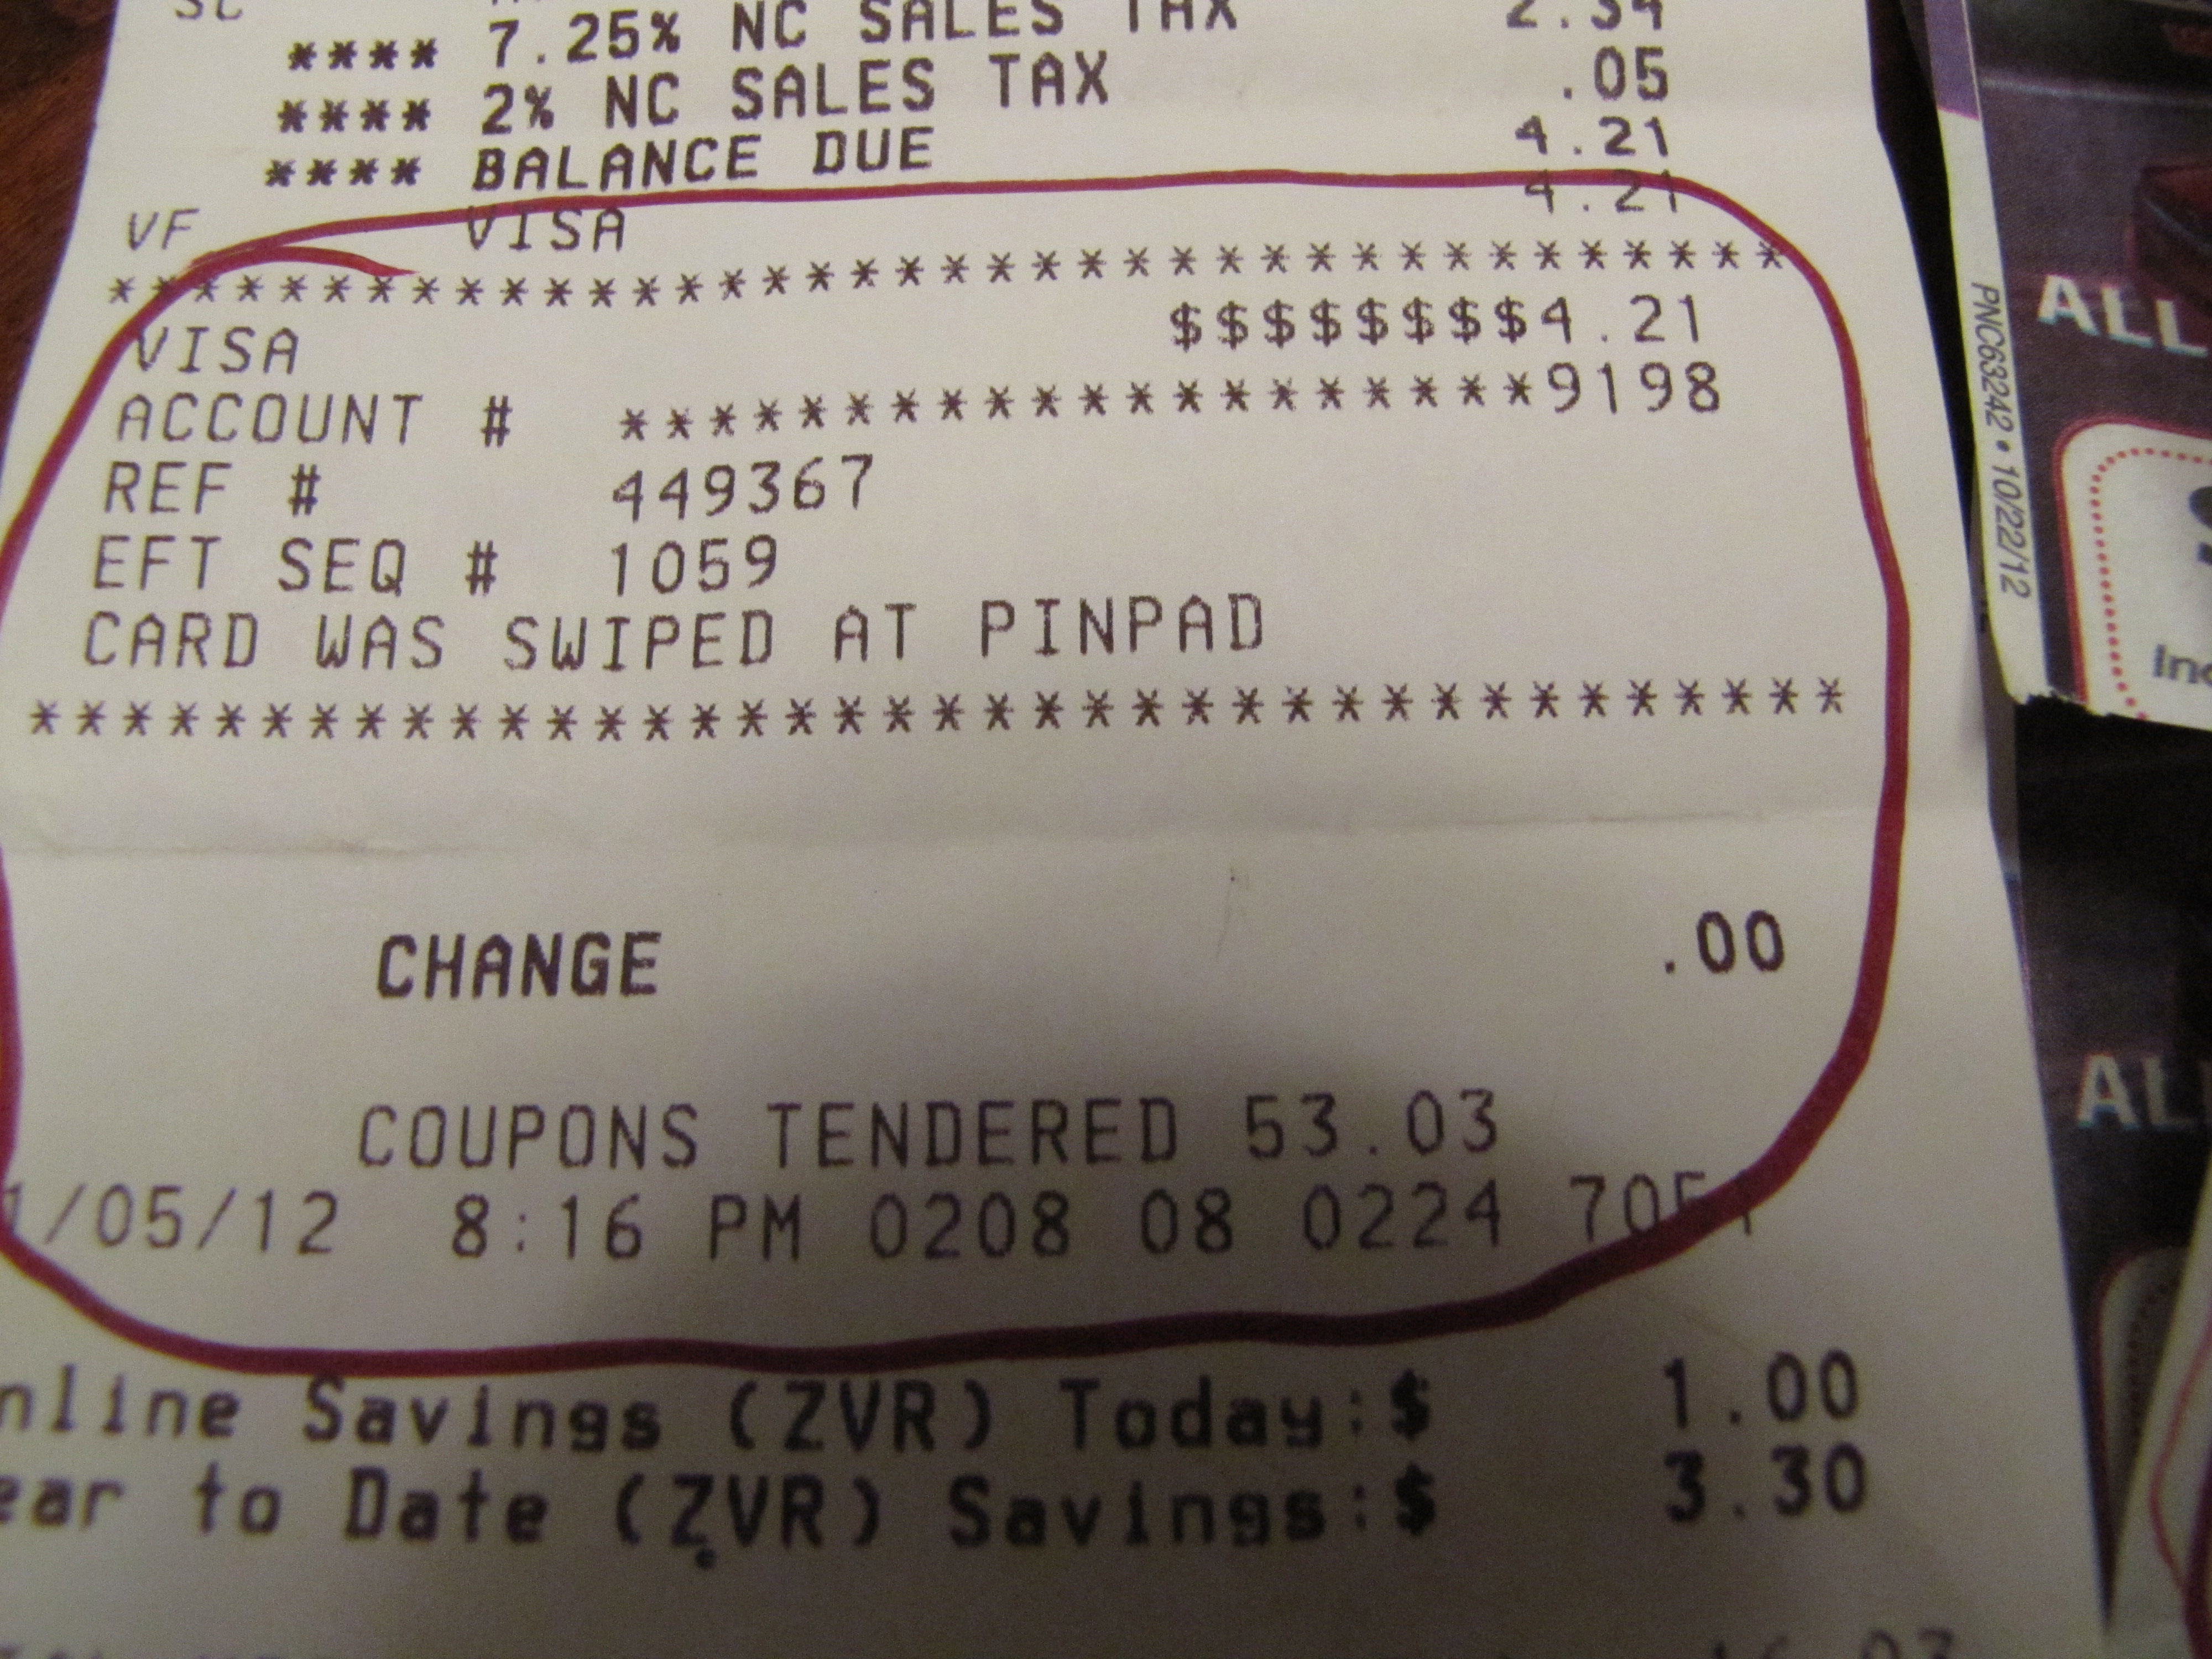 SC
**** 7.25% NC SALES TAX 2.34
**** 2% NC SALES TAX .05
**** BALANCE DUE 4.21
VF VISA 4.21
*************************************
VISA $$$$$$$$4.21
ACCOUNT # ********************9198
REF # 449367
EFT SEQ # 1059
CARD WAS SWIPED AT PINPAD
**************************************
CHANGE .00
COUPONS TENDERED 53.03
1/05/12 8:16 PM 0208 08 0224 705
nline Savings (ZVR) Today:$ 1.00
ear to Date (ZVR) Savings:$ 3.30
PNC63242 • 10/22/12
ALL
AL